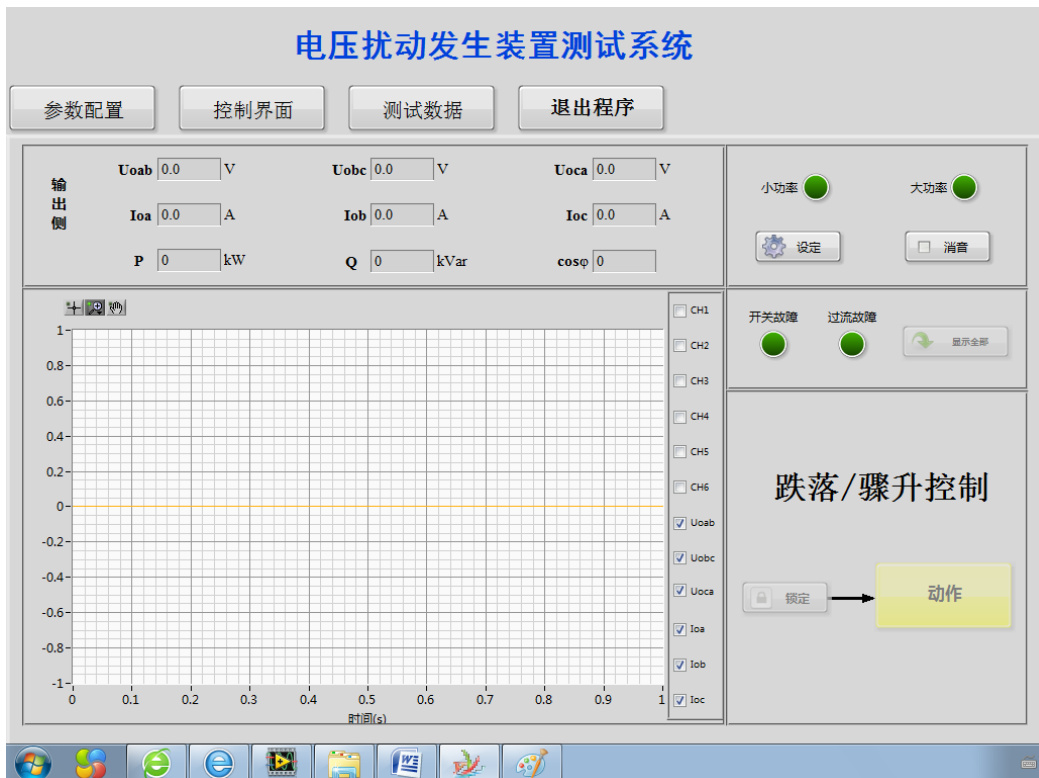 电压扰动发生装置测试系统
参数配置 控制界面 测试数据 退出程序
输出侧
Uoab 0.0 V Uobc 0.0 V Uoca 0.0 V
Ioa 0.0 A Iob 0.0 A Ioc 0.0 A
P 0 kW Q 0 kVar cosφ 0
小功率 大功率
设定 消音
开关故障 过流故障 显示全部
CH1
CH2
CH3
CH4
CH5
CH6
Uoab
Uobc
Uoca
Ioa
Iob
Ioc
1
0.8
0.6
0.4
0.2
0
-0.2
-0.4
-0.6
-0.8
-1
0 0.1 0.2 0.3 0.4 0.5 0.6 0.7 0.8 0.9 1
时间(s)
跌落/骤升控制
锁定 动作